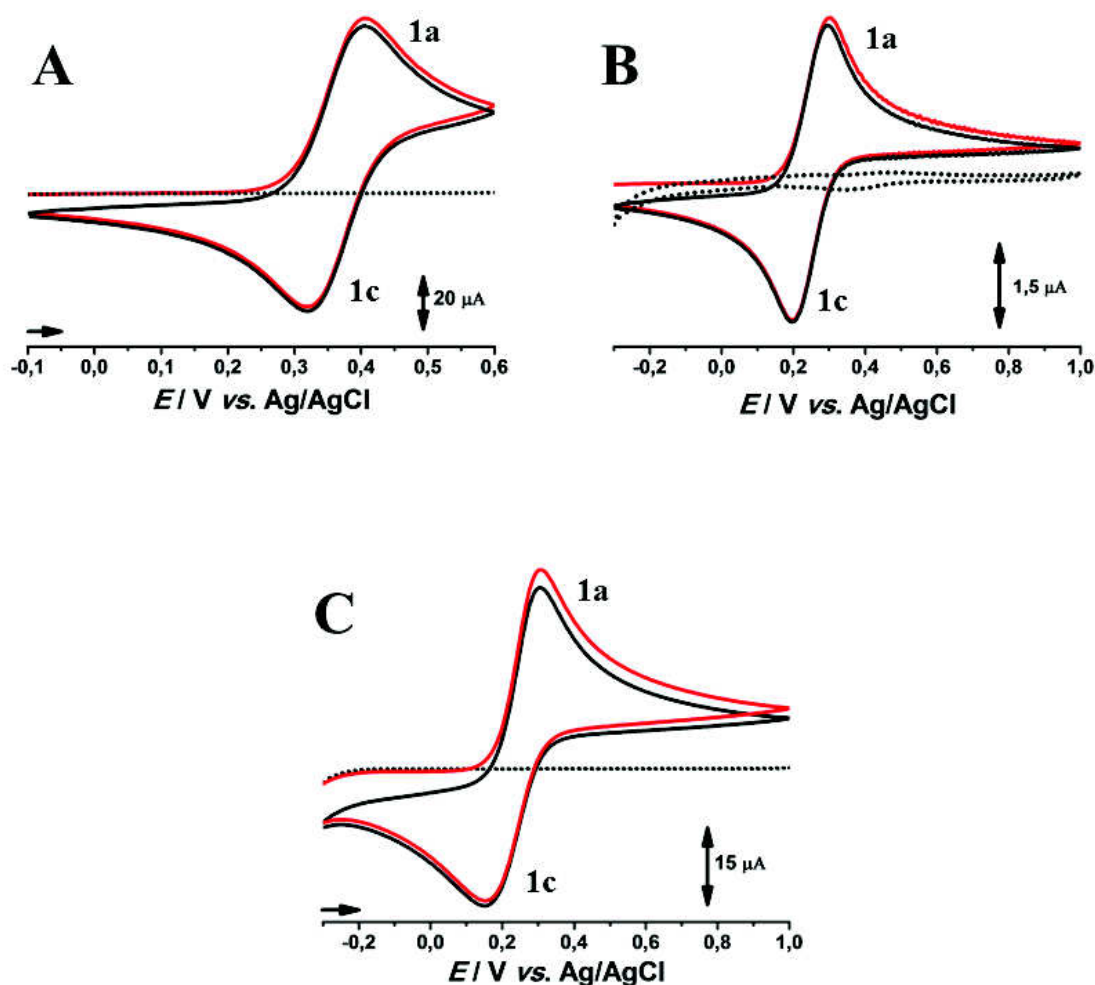 A
1a
1c
20 µA
-0,1 0,0 0,1 0,2 0,3 0,4 0,5 0,6
E / V vs. Ag/AgCl
B
1a
1c
1,5 µA
-0,2 0,0 0,2 0,4 0,6 0,8 1,0
E / V vs. Ag/AgCl
C
1a
1c
15 µA
-0,2 0,0 0,2 0,4 0,6 0,8 1,0
E / V vs. Ag/AgCl